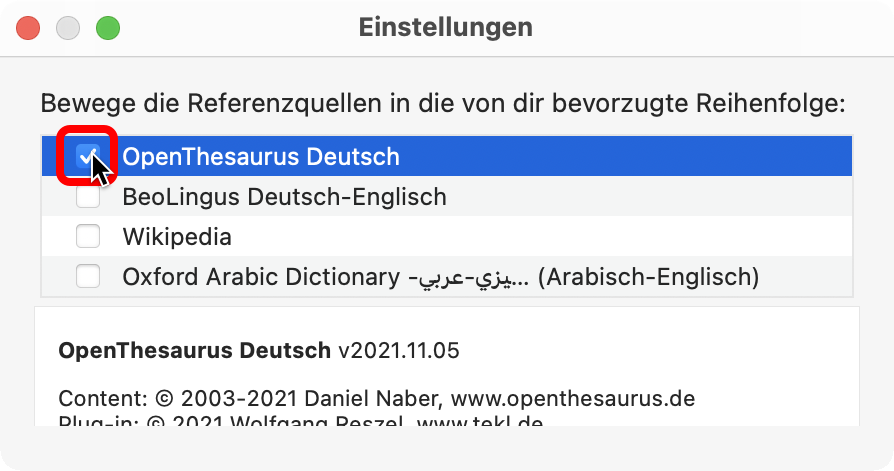 Einstellungen
Bewege die Referenzquellen in die von dir bevorzugte Reihenfolge:
OpenThesaurus Deutsch
BeoLingus Deutsch-Englisch
Wikipedia
Oxford Arabic Dictionary -يزي-عربي... (Arabisch-Englisch)
OpenThesaurus Deutsch v2021.11.05
Content: © 2003-2021 Daniel Naber, www.openthesaurus.de
Plug-in: © 2021 Wolfgang Reszel, www.tekl.de